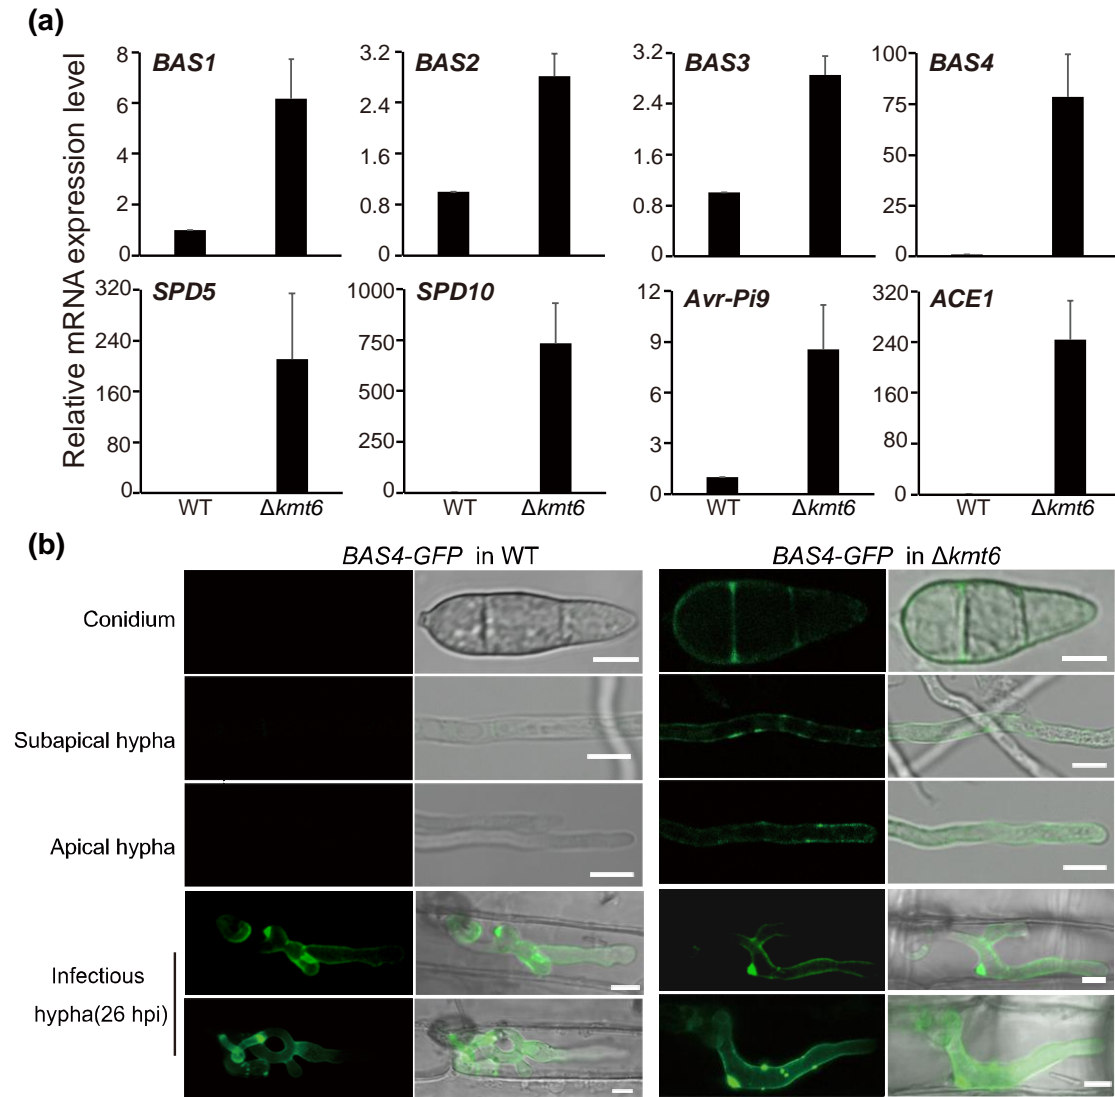 (a)
Relative mRNA expression level
BAS1
8
6
4
2
0
BAS2
3.2
2.4
1.6
0.8
0
BAS3
3.2
2.4
1.6
0.8
0
BAS4
100
75
50
25
0
SPD5
320
240
160
80
0
WT Δkmt6
SPD10
1000
750
500
250
0
WT Δkmt6
Avr-Pi9
12
9
6
3
0
WT Δkmt6
ACE1
320
240
160
80
0
WT Δkmt6
(b)
BAS4-GFP in WT
BAS4-GFP in Δkmt6
Conidium
Subapical hypha
Apical hypha
Infectious
hypha(26 hpi)